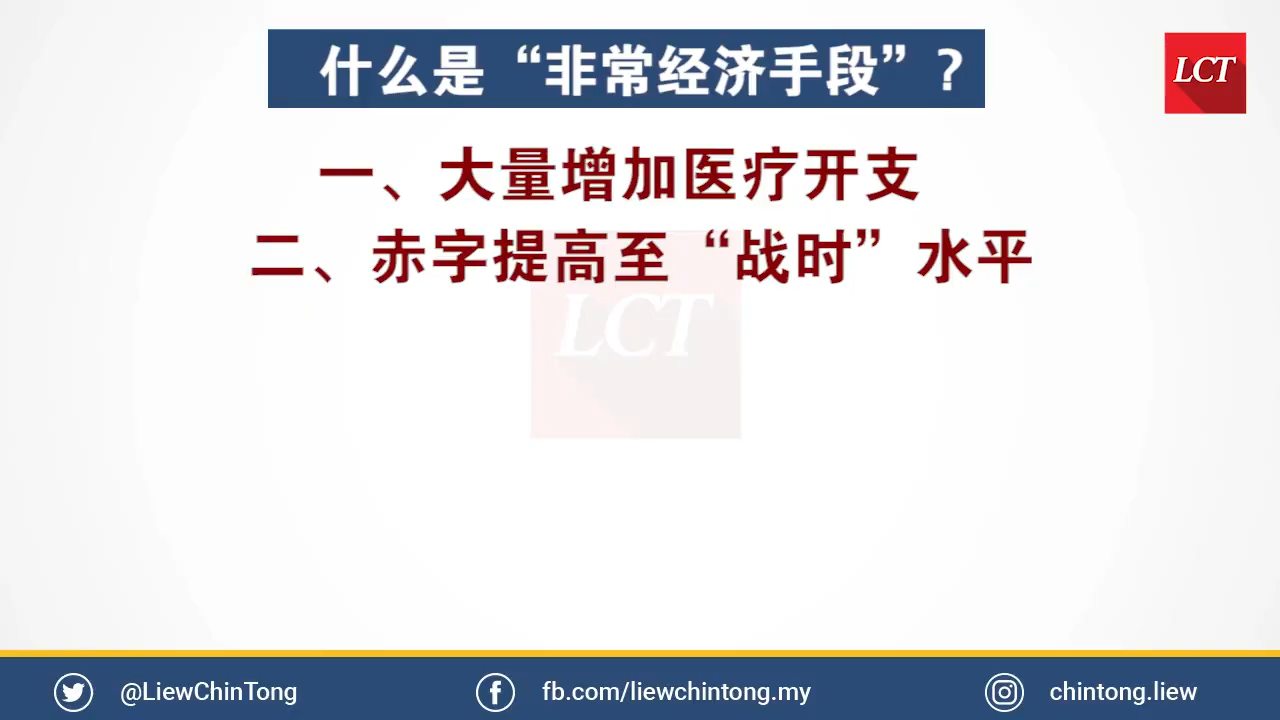 什么是“非常经济手段”?
LCT
一、大量增加医疗开支
二、赤字提高至“战时”水平
LCT
@LiewChinTong
fb.com/liewchintong.my
chintong.liew